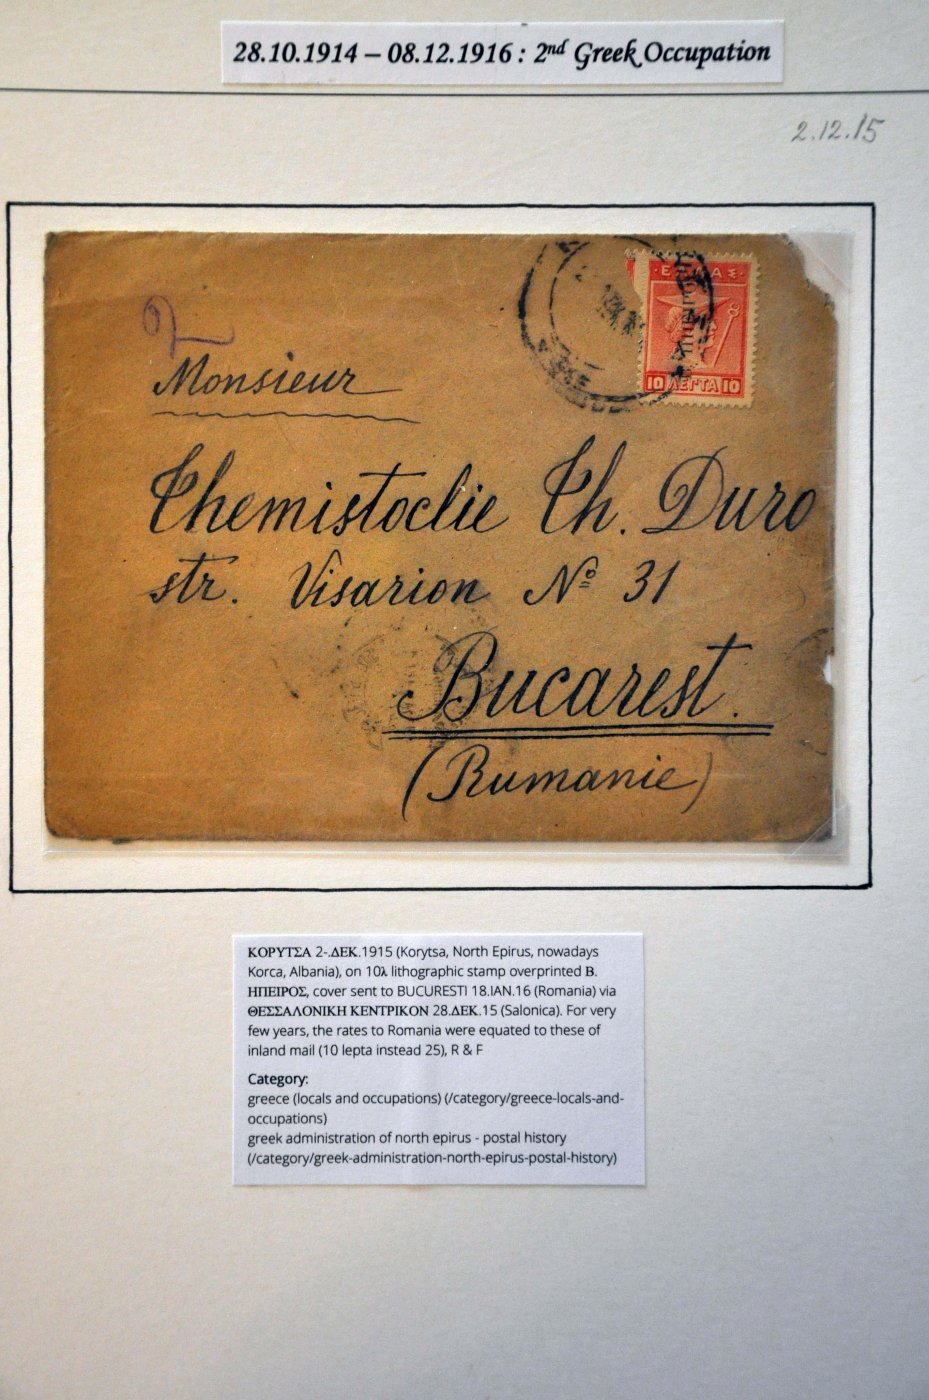 28.10.1914 – 08.12.1916 : 2nd Greek Occupation
2.12.15
ΕΛΛΑΣ
10 ΛΕΠΤΑ 10
Monsieur
Themistoclie Th. Duro
str. Visarion Nº 31
Bucarest.
(Rumanie)
ΚΟΡΥΤΣΑ 2-.ΔΕΚ.1915 (Korytsa, North Epirus, nowadays
Korca, Albania), on 10λ lithographic stamp overprinted Β.
ΗΠΕΙΡΟΣ, cover sent to BUCURESTI 18.IAN.16 (Romania) via
ΘΕΣΣΑΛΟΝΙΚΗ ΚΕΝΤΡΙΚΟΝ 28.ΔΕΚ.15 (Salonica). For very
few years, the rates to Romania were equated to these of
inland mail (10 lepta instead 25), R & F
Category:
greece (locals and occupations) (/category/greece-locals-and-
occupations)
greek administration of north epirus - postal history
(/category/greek-administration-north-epirus-postal-history)